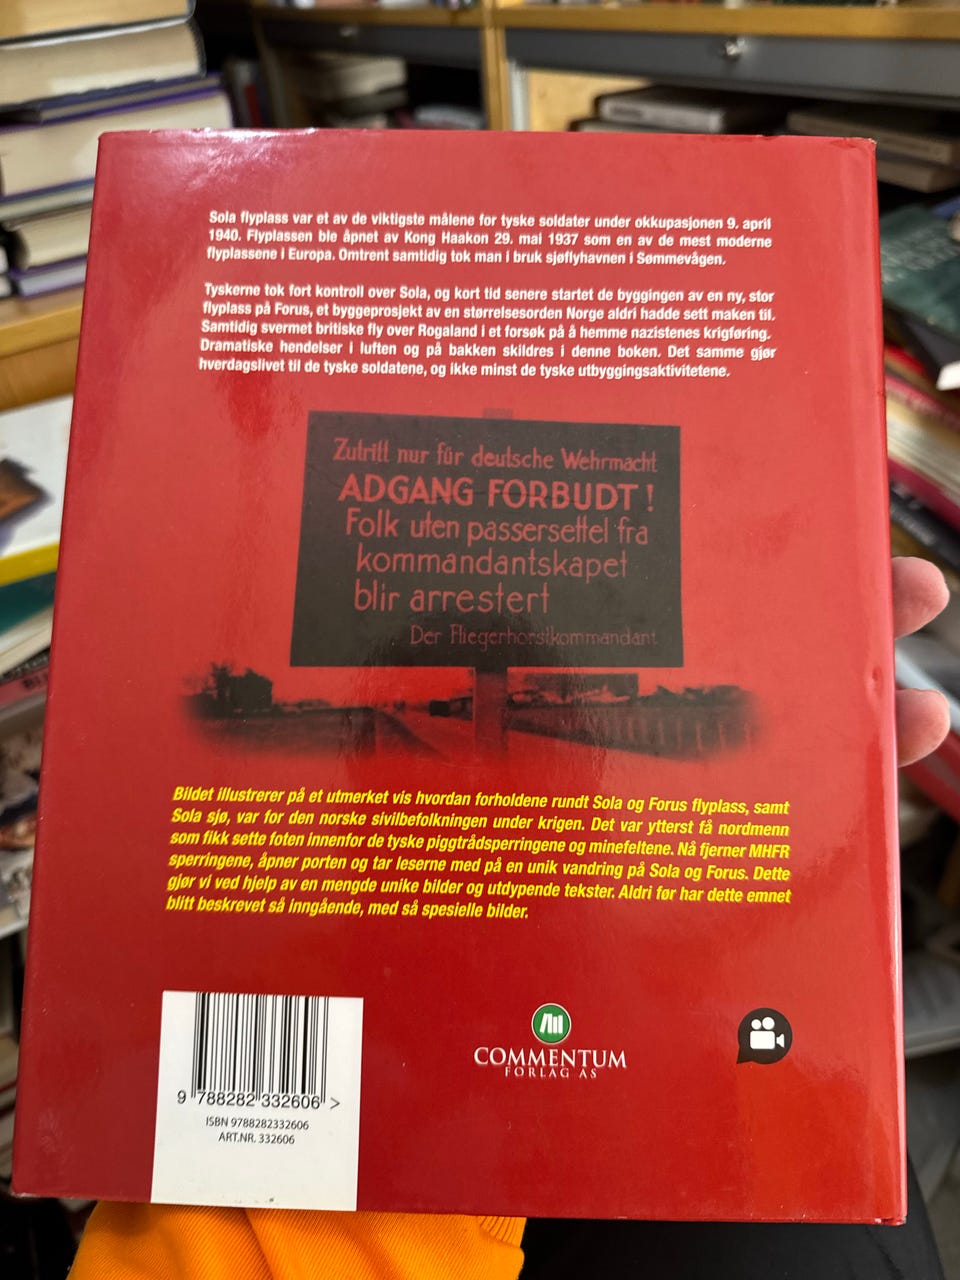 Sola flyplass var et av de viktigste målene for tyske soldater under okkupasjonen 9. april
1940. Flyplassen ble åpnet av Kong Haakon 29. mai 1937 som en av de mest moderne
flyplassene i Europa. Omtrent samtidig tok man i bruk sjøflyhavnen i Sømmevågen.
Tyskerne tok fort kontroll over Sola, og kort tid senere startet de byggingen av en ny, stor
flyplass på Forus, et byggeprosjekt av en størrelsesorden Norge aldri hadde sett maken til.
Samtidig svermet britiske fly over Rogaland i et forsøk på å hemme nazistenes krigføring.
Dramatiske hendelser i luften og på bakken skildres i denne boken. Det samme gjør
hverdagslivet til de tyske soldatene, og ikke minst de tyske utbyggingsaktivitetene.
Zutritt nur für deutsche Wehrmacht
ADGANG FORBUDT!
Folk uten passersettel fra
kommandantskapet
blir arrestert
Der Fliegerhorstkommandant
Bildet illustrerer på et utmerket vis hvordan forholdene rundt Sola og Forus flyplass, samt
Sola sjø, var for den norske sivilbefolkningen under krigen. Det var ytterst få nordmenn
som fikk sette foten innenfor de tyske piggtrådsperringene og minefeltene. Nå fjerner MHFR
sperringene, åpner porten og tar leserne med på en unik vandring på Sola og Forus. Dette
gjør vi ved hjelp av en mengde unike bilder og utdypende tekster. Aldri før har dette emnet
blitt beskrevet så inngående, med så spesielle bilder.
9 788282 332606 >
ISBN 9788282332606
ART.NR. 332606
COMMENTUM
FORLAG AS